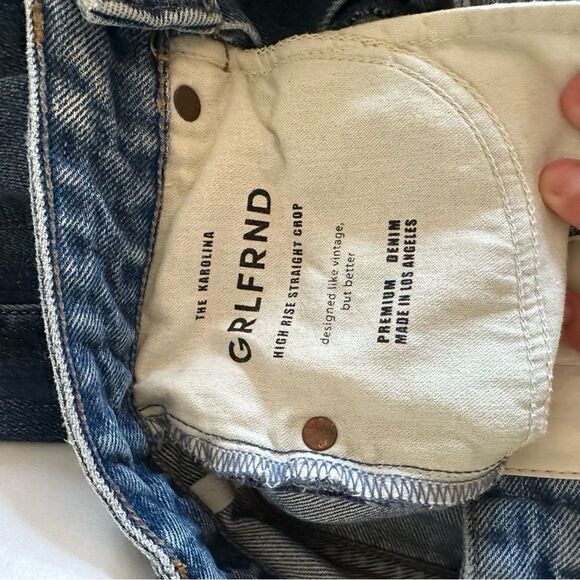 THE KAROLINA
GRLFRND
HIGH RISE STRAIGHT CROP
designed like vintage,
but better
PREMIUM DENIM
MADE IN LOS ANGELES